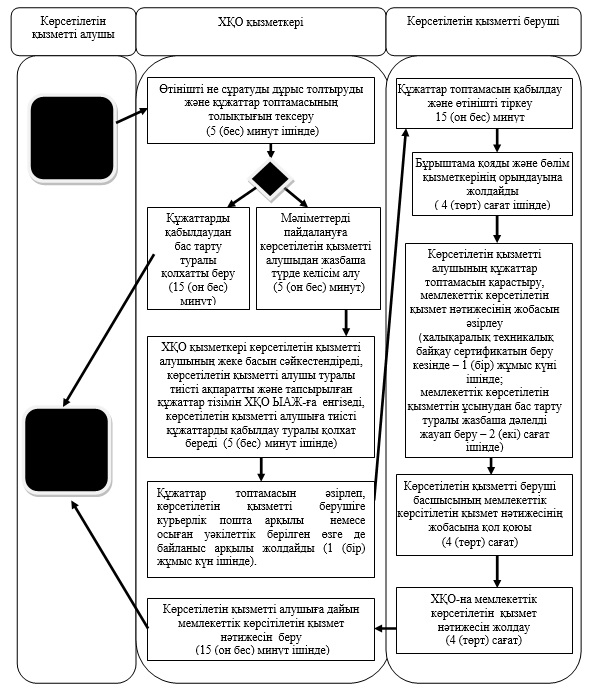 Көрсетілетін
қызметті алушы
ХҚО қызметкері
Көрсетілетін қызметті беруші
Өтінішті не сұратуды дұрыс толтыруды
және құжаттар топтамасының
толықтығын тексеру
(5 (бес) минут ішінде)
Құжаттарды
қабылдаудан
бас тарту
туралы
қолхатты беру
(15 (он бес)
минут)
Мәліметтерді
пайдалануға
көрсетілетін қызметті
алушыдан жазбаша
түрде келісім алу
(5 (он бес) минут)
ХҚО қызметкері көрсетілетін қызметті
алушының жеке басын сәйкестендіреді,
көрсетілетін қызметті алушы туралы
тиісті ақпаратты және тапсырылған
құжаттар тізімін ХҚО ЫАЖ-ға енгізеді,
көрсетілетін қызметті алушыға тиісті
құжаттарды қабылдау туралы қолхат
береді (5 (бес) минут ішінде)
Құжаттар топтамасын әзірлеп,
көрсетілетін қызметті берушіге
курьерлік пошта арқылы немесе
осыған уәкілеттік берілген өзге де
байланыс арқылы жолдайды (1 (бір)
жұмыс күн ішінде).
Көрсетілетін қызметті алушыға дайын
мемлекеттік көрсітілетін қызмет
нәтижесін беру
(15 (он бес) минут ішінде)
Құжаттар топтамасын қабылдау
және өтінішті тіркеу
15 (он бес) минут
Бұрыштама қояды және бөлім
қызметкерінің орындауына
жолдайды
( 4 (төрт) сағат ішінде)
Көрсетілетін қызметті
алушының құжаттар
топтамасын қарастыру,
мемлекеттік көрсетілетін
қызмет нәтижесінің жобасын
әзірлеу
(халықаралық техникалық
байқау сертификатын беру
кезінде – 1 (бір) жұмыс күні
ішінде;
мемлекеттік көрсетілетін
қызметтін ұсынудан бас тарту
туралы жазбаша дәлелді
жауап беру – 2 (екі) сағат
ішінде)
Көрсетілетін қызметті беруші
басшысының мемлекеттік
көрсітілетін қызмет нәтижесінің
жобасына қол қоюы
(4 (төрт) сағат)
ХҚО-на мемлекеттік
көрсетілетін қызмет
нәтижесін жолдау
(4 (төрт) сағат)